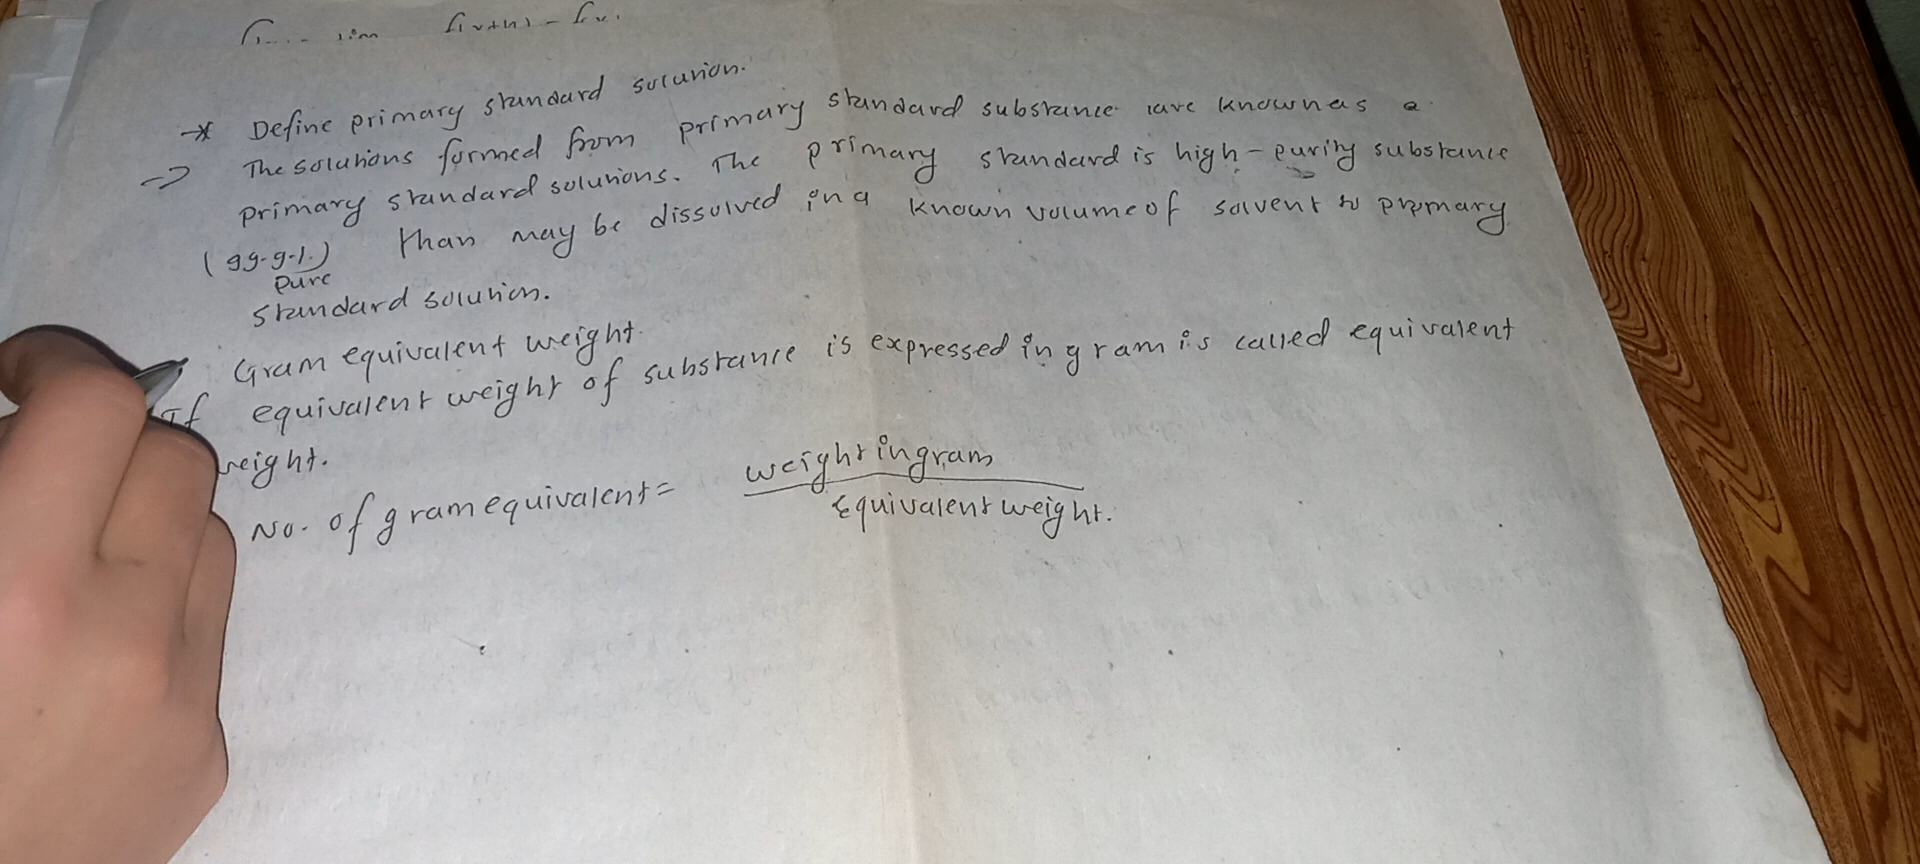 f(x+h) - fx.
* Define primary standard solution.
=> The solutions formed from primary standard substance are known as a
primary standard solutions. The primary standard is high-purity substance
(99.9%) than may be dissolved in a known volume of solvent to primary
pure
standard solution.
Gram equivalent weight.
If equivalent weight of substance is expressed in gram is called equivalent
weight.
No. of gram equivalent = weight in gram
Equivalent weight.